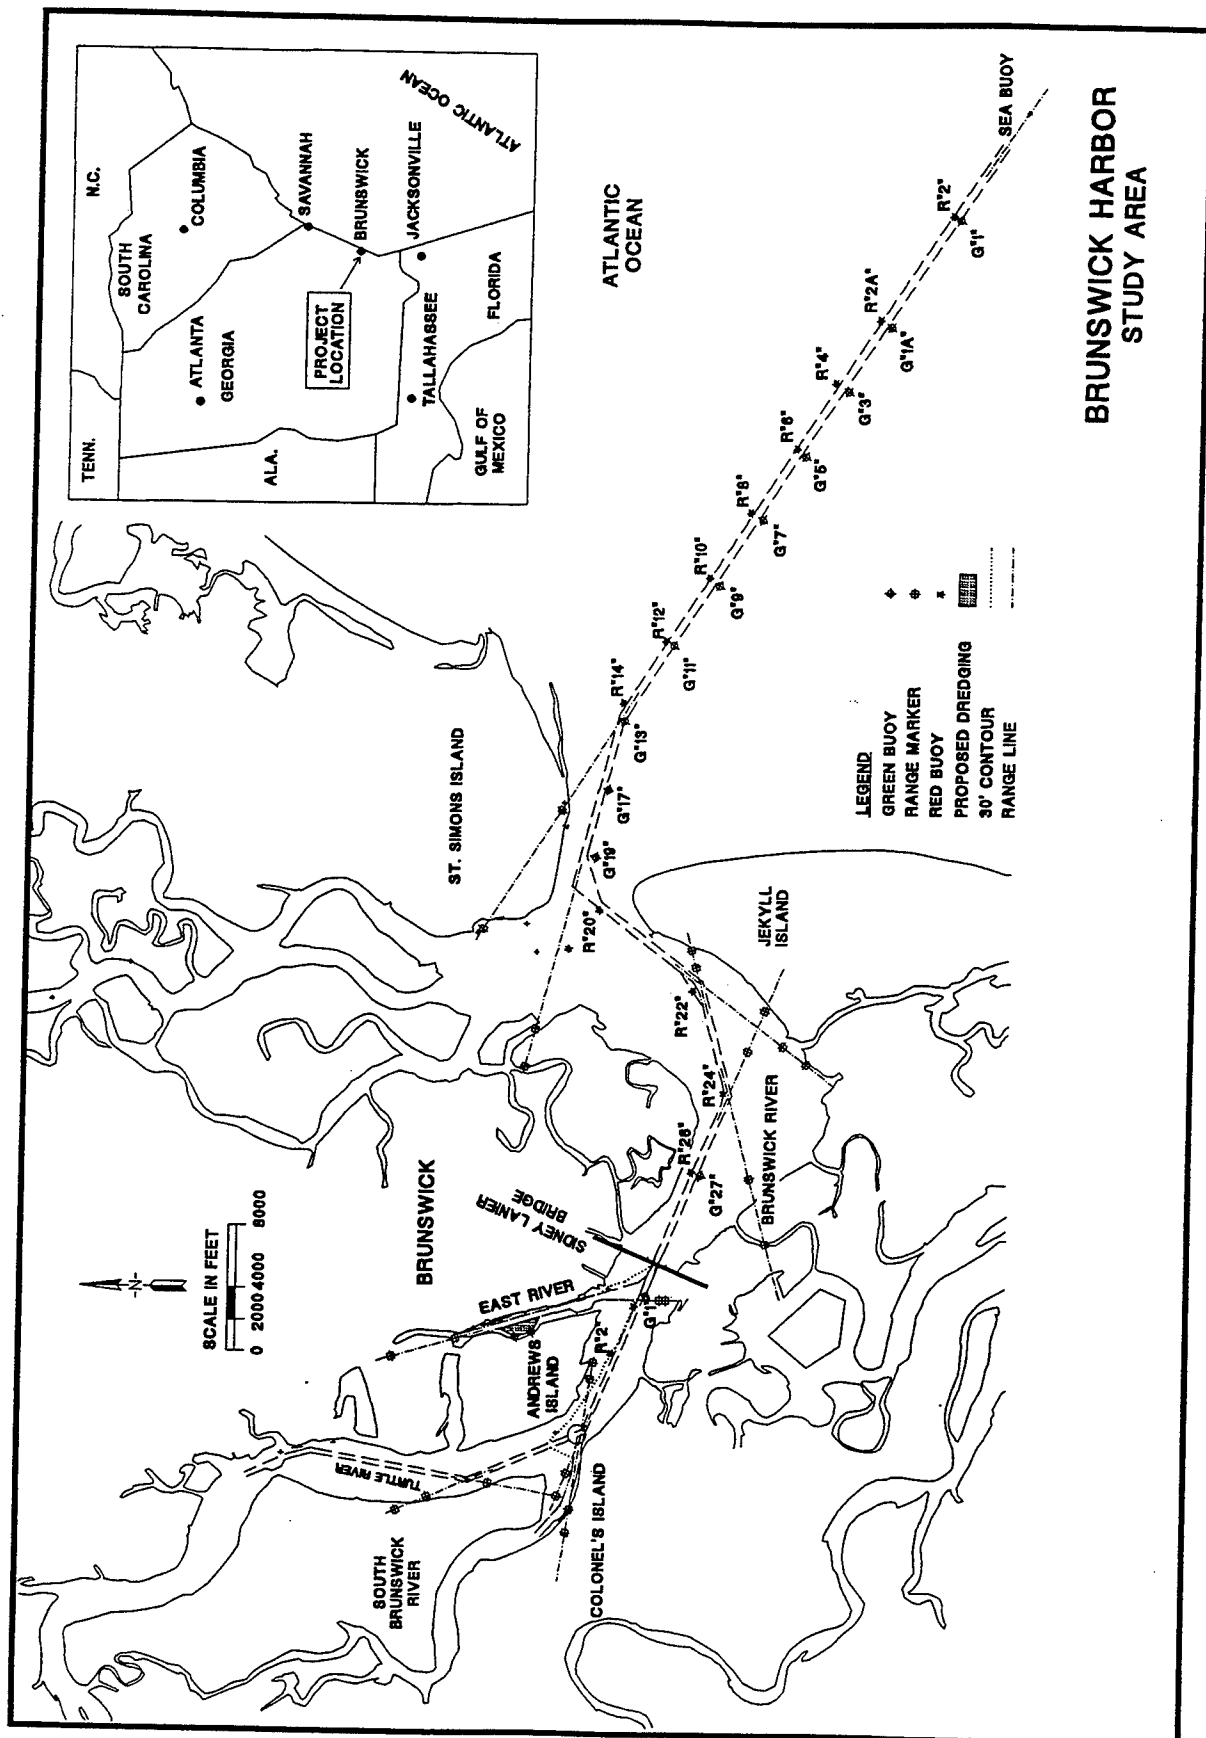 N.C.
TENN.
SOUTH
CAROLINA
COLUMBIA
ATLANTA
GEORGIA
ALA.
SAVANNAH
BRUNSWICK
JACKSONVILLE
PROJECT
LOCATION
TALLAHASSEE
FLORIDA
GULF OF
MEXICO
ATLANTIC OCEAN
ATLANTIC
OCEAN
SCALE IN FEET
0 2000 4000 8000
-N-
BRUNSWICK
ST. SIMONS ISLAND
SIDNEY LANIER
BRIDGE
EAST RIVER
ANDREWS
ISLAND
TURTLE RIVER
SOUTH
BRUNSWICK
RIVER
COLONEL'S ISLAND
BRUNSWICK RIVER
JEKYLL
ISLAND
R"2"
G"1"
G"27"
R"26"
R"24"
R"22"
R"20"
G"19"
G"17"
G"13"
R"14"
G"11"
R"12"
G"9"
R"10"
G"7"
R"8"
G"5"
R"6"
G"3"
R"4"
G"1A"
R"2A"
G"1"
R"2"
SEA BUOY
LEGEND
GREEN BUOY
RANGE MARKER
RED BUOY
PROPOSED DREDGING
30' CONTOUR
RANGE LINE
BRUNSWICK HARBOR
STUDY AREA